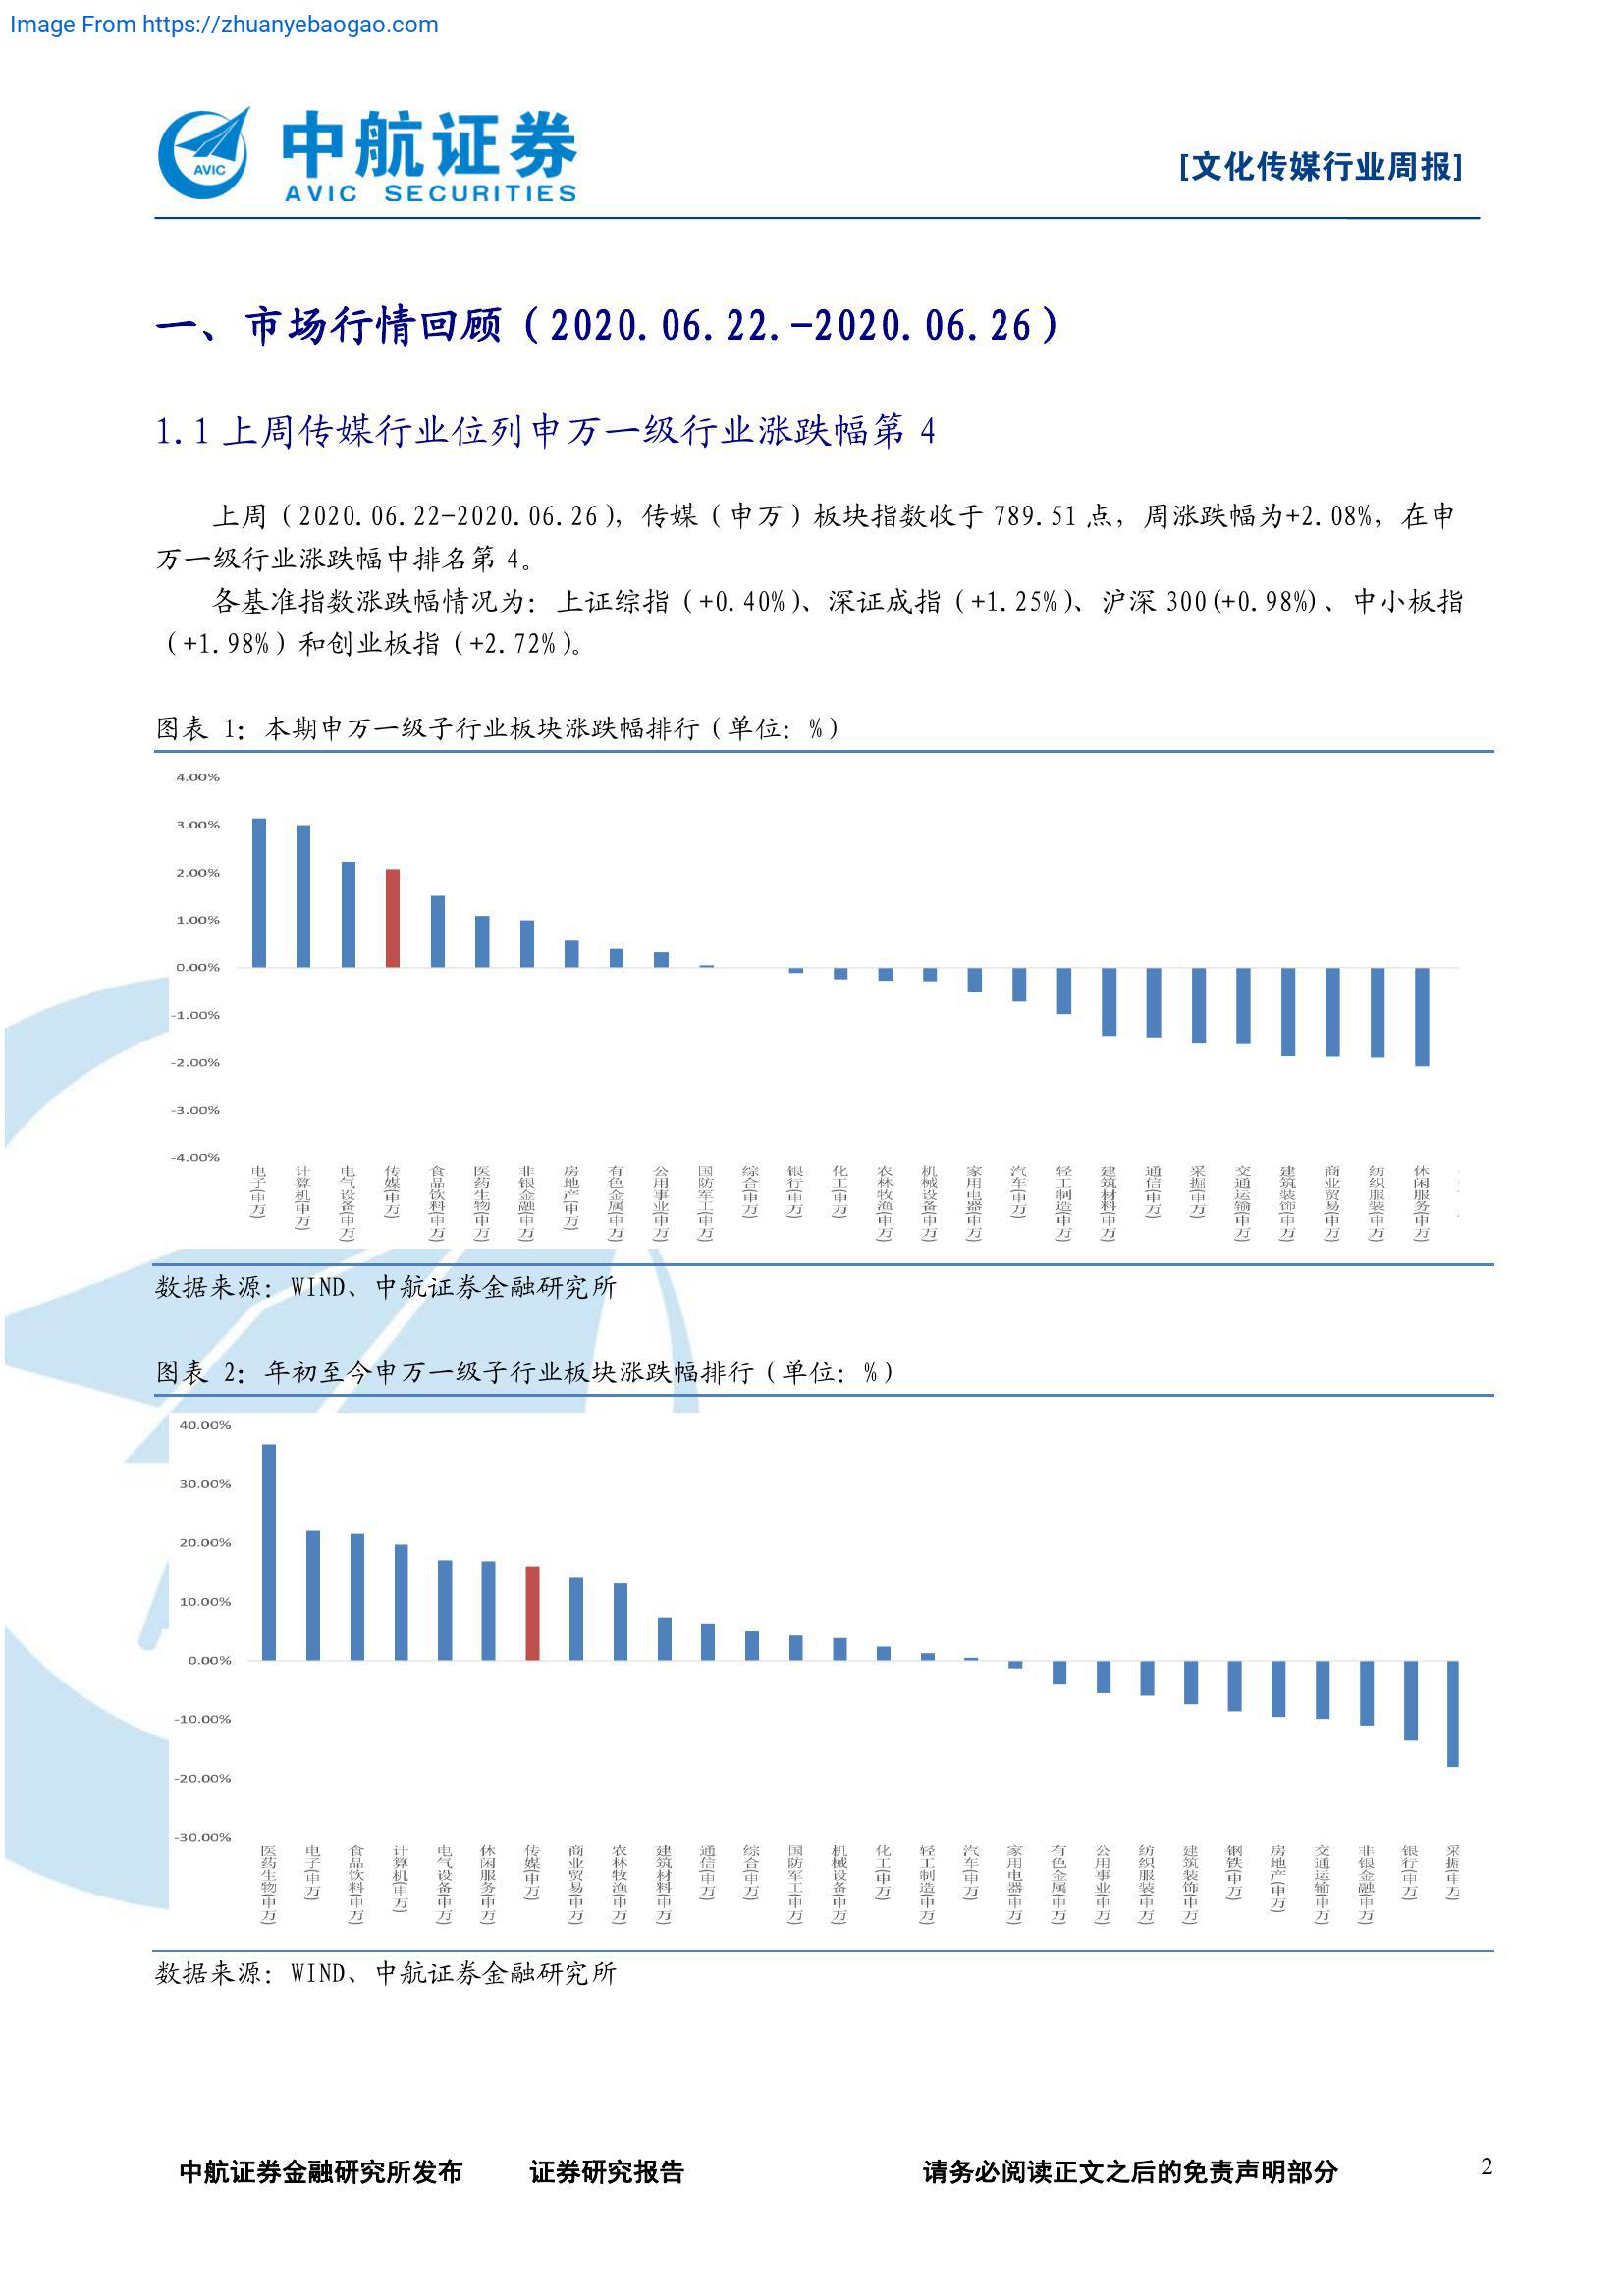 Image From https://zhuanyebaogao.com
AVIC
中航证券
AVIC SECURITIES
[文化传媒行业周报]
一、市场行情回顾（2020.06.22.-2020.06.26）
1.1 上周传媒行业位列申万一级行业涨跌幅第 4
上周（2020.06.22-2020.06.26），传媒（申万）板块指数收于 789.51 点，周涨跌幅为+2.08%，在申
万一级行业涨跌幅中排名第 4。
各基准指数涨跌幅情况为：上证综指（+0.40%）、深证成指（+1.25%）、沪深 300(+0.98%)、中小板指
（+1.98%）和创业板指（+2.72%）。
图表 1：本期申万一级子行业板块涨跌幅排行（单位：%）
4.00%
3.00%
2.00%
1.00%
0.00%
-1.00%
-2.00%
-3.00%
-4.00%
电子(申万)
计算机(申万)
电气设备(申万)
传媒(申万)
食品饮料(申万)
医药生物(申万)
非银金融(申万)
房地产(申万)
有色金属(申万)
公用事业(申万)
国防军工(申万)
综合(申万)
银行(申万)
化工(申万)
农林牧渔(申万)
机械设备(申万)
家用电器(申万)
汽车(申万)
轻工制造(申万)
建筑材料(申万)
通信(申万)
采掘(申万)
交通运输(申万)
建筑装饰(申万)
商业贸易(申万)
纺织服装(申万)
休闲服务(申万)
数据来源：WIND、中航证券金融研究所
图表 2：年初至今申万一级子行业板块涨跌幅排行（单位：%）
40.00%
30.00%
20.00%
10.00%
0.00%
-10.00%
-20.00%
-30.00%
医药生物(申万)
电子(申万)
食品饮料(申万)
计算机(申万)
电气设备(申万)
休闲服务(申万)
传媒(申万)
商业贸易(申万)
农林牧渔(申万)
建筑材料(申万)
通信(申万)
综合(申万)
国防军工(申万)
机械设备(申万)
化工(申万)
轻工制造(申万)
汽车(申万)
家用电器(申万)
有色金属(申万)
公用事业(申万)
纺织服装(申万)
建筑装饰(申万)
钢铁(申万)
房地产(申万)
交通运输(申万)
非银金融(申万)
银行(申万)
采掘(申万)
数据来源：WIND、中航证券金融研究所
中航证券金融研究所发布 证券研究报告 请务必阅读正文之后的免责声明部分 2